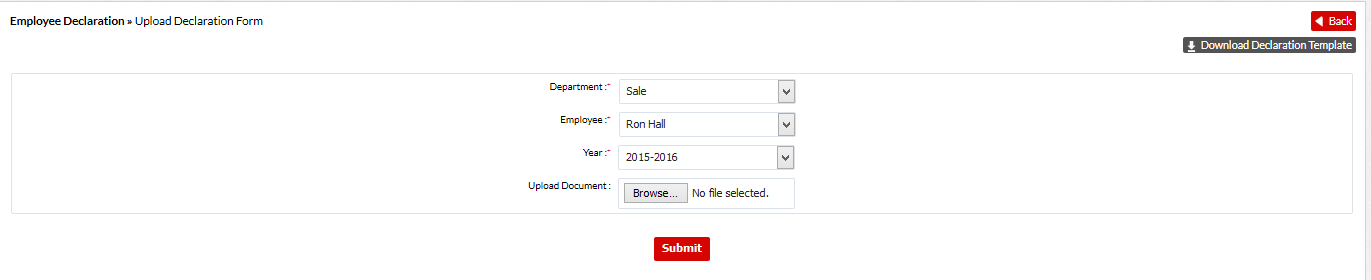 Employee Declaration » Upload Declaration Form
Back
Download Declaration Template
Department :* Sale
Employee :* Ron Hall
Year :* 2015-2016
Upload Document : Browse... No file selected.
Submit